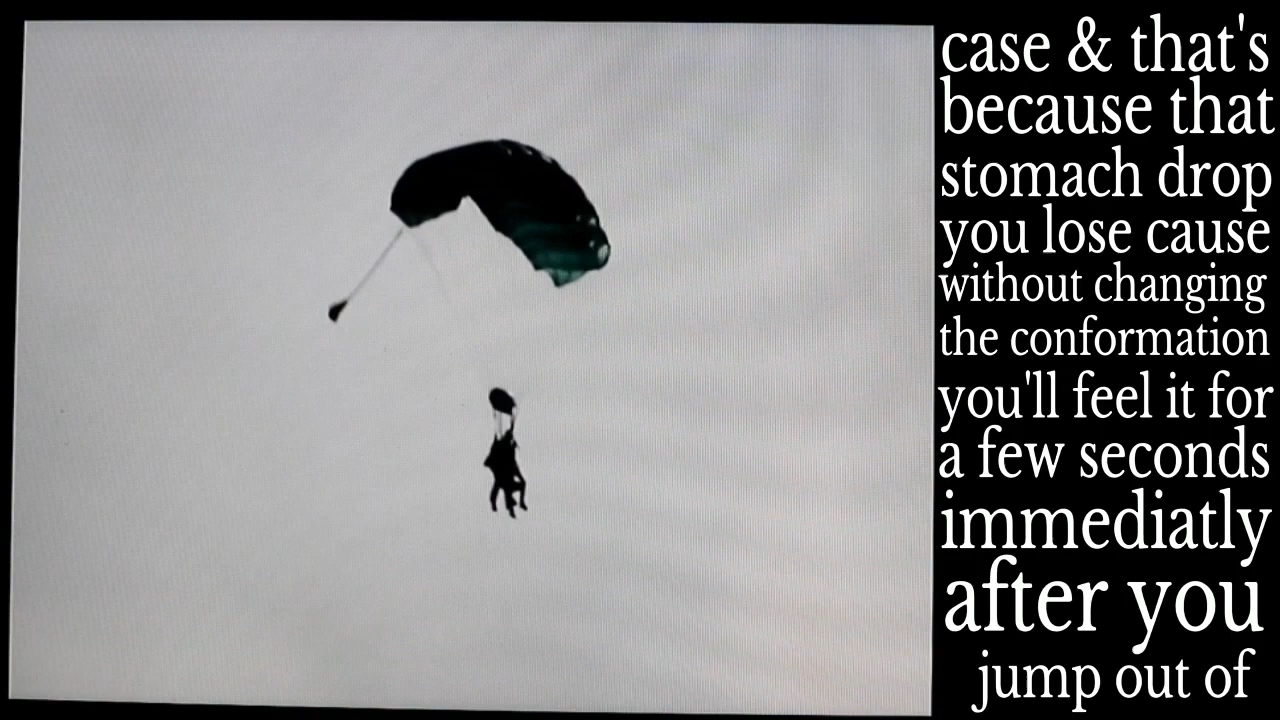 case & that's
because that
stomach drop
you lose cause
without changing
the conformation
you'll feel it for
a few seconds
immediatly
after you
jump out of